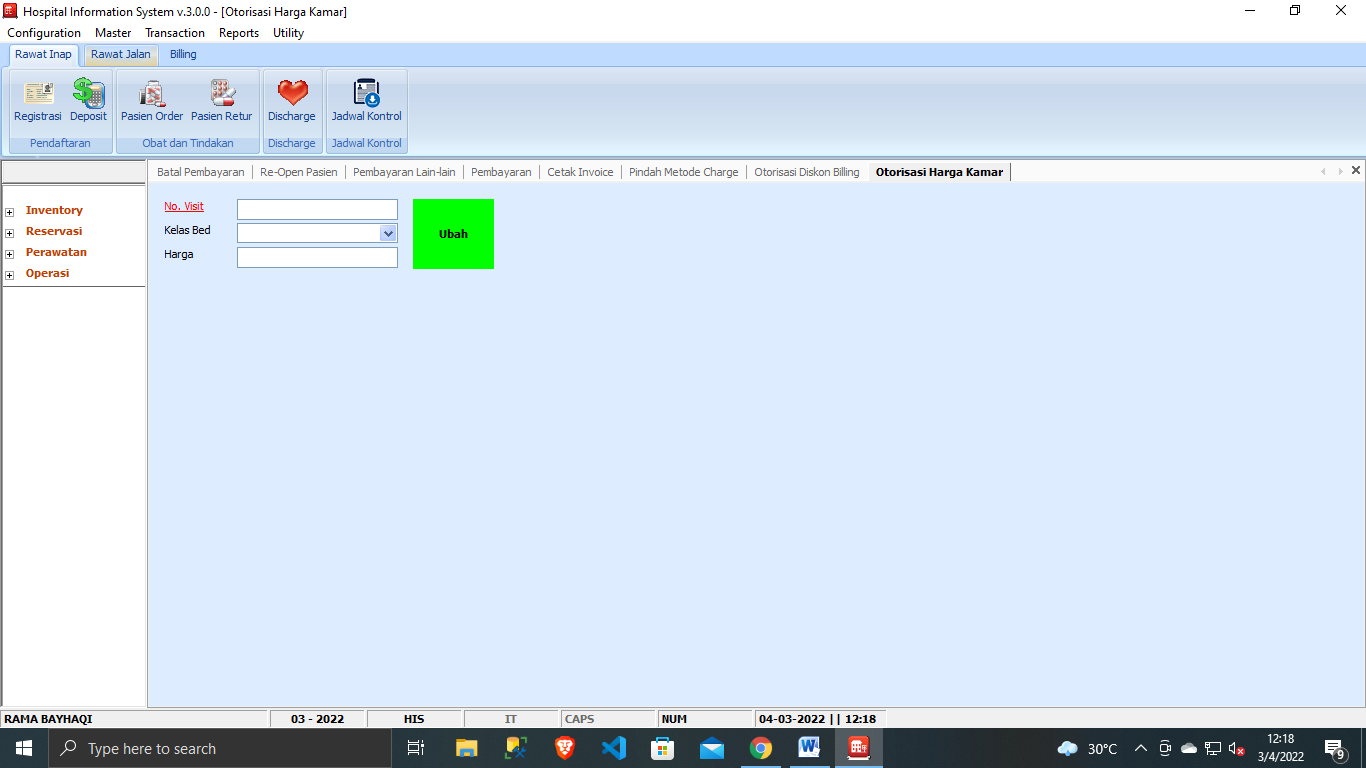 Hospital Information System v.3.0.0 - [Otorisasi Harga Kamar]
Configuration Master Transaction Reports Utility
Rawat Inap Rawat Jalan Billing
Registrasi Deposit Pasien Order Pasien Retur Discharge Jadwal Kontrol
Pendaftaran Obat dan Tindakan Discharge Jadwal Kontrol
Batal Pembayaran Re-Open Pasien Pembayaran Lain-lain Pembayaran Cetak Invoice Pindah Metode Charge Otorisasi Diskon Billing Otorisasi Harga Kamar
Inventory
Reservasi
Perawatan
Operasi
No. Visit
Kelas Bed
Harga
Ubah
RAMA BAYHAQI 03 - 2022 HIS IT CAPS NUM 04-03-2022 || 12:18
Type here to search
30°C
12:18
3/4/2022
9